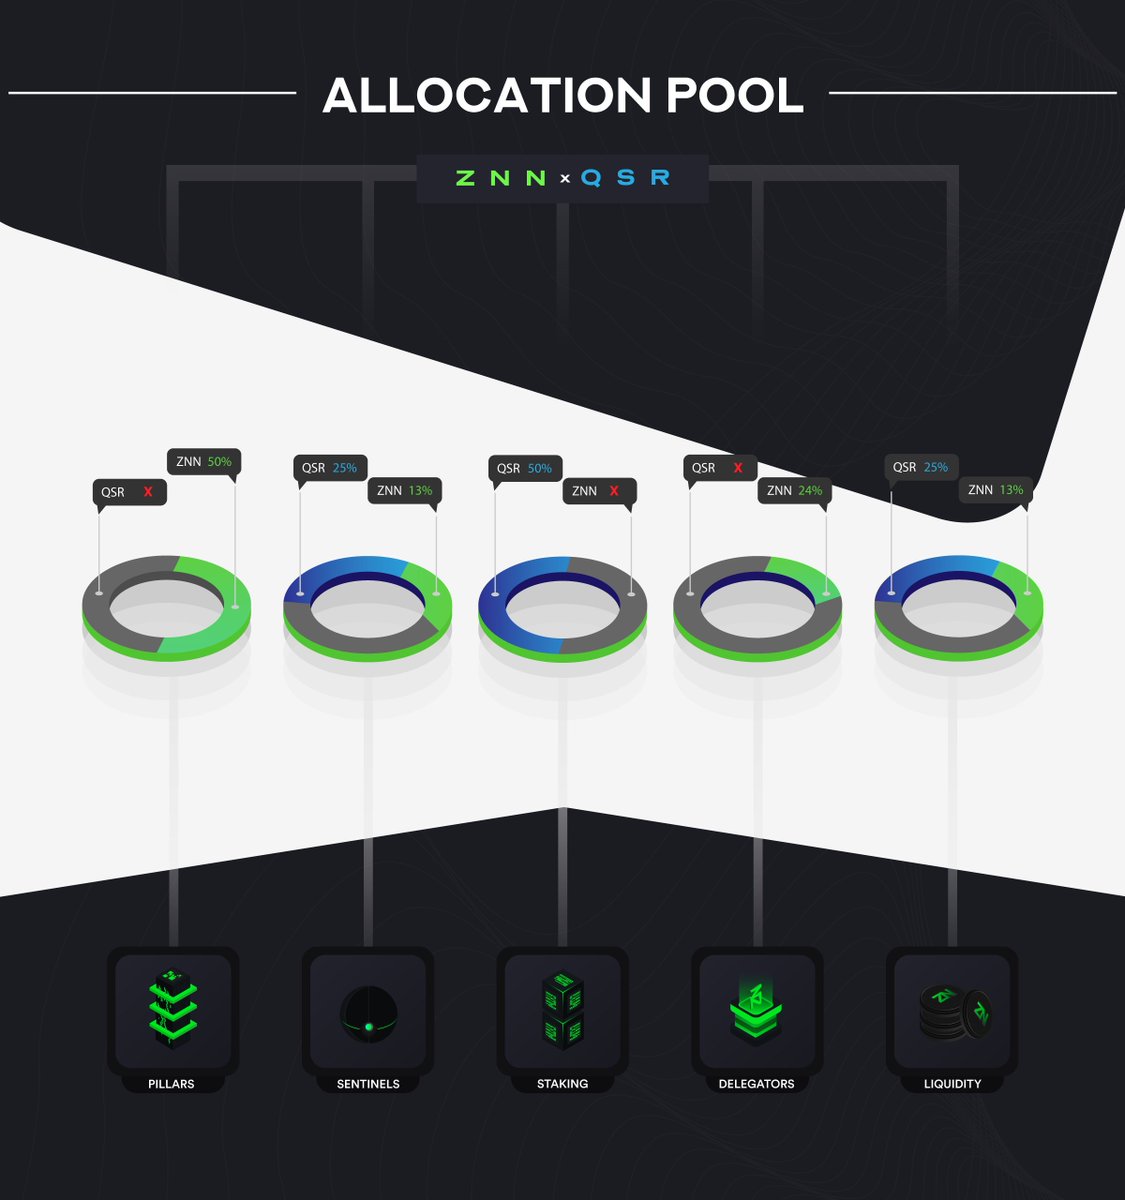 ALLOCATION POOL
ZNN x QSR
QSR X
ZNN 50%
QSR 25%
ZNN 13%
QSR 50%
ZNN X
QSR X
ZNN 24%
QSR 25%
ZNN 13%
PILLARS
SENTINELS
STAKING
DELEGATORS
LIQUIDITY